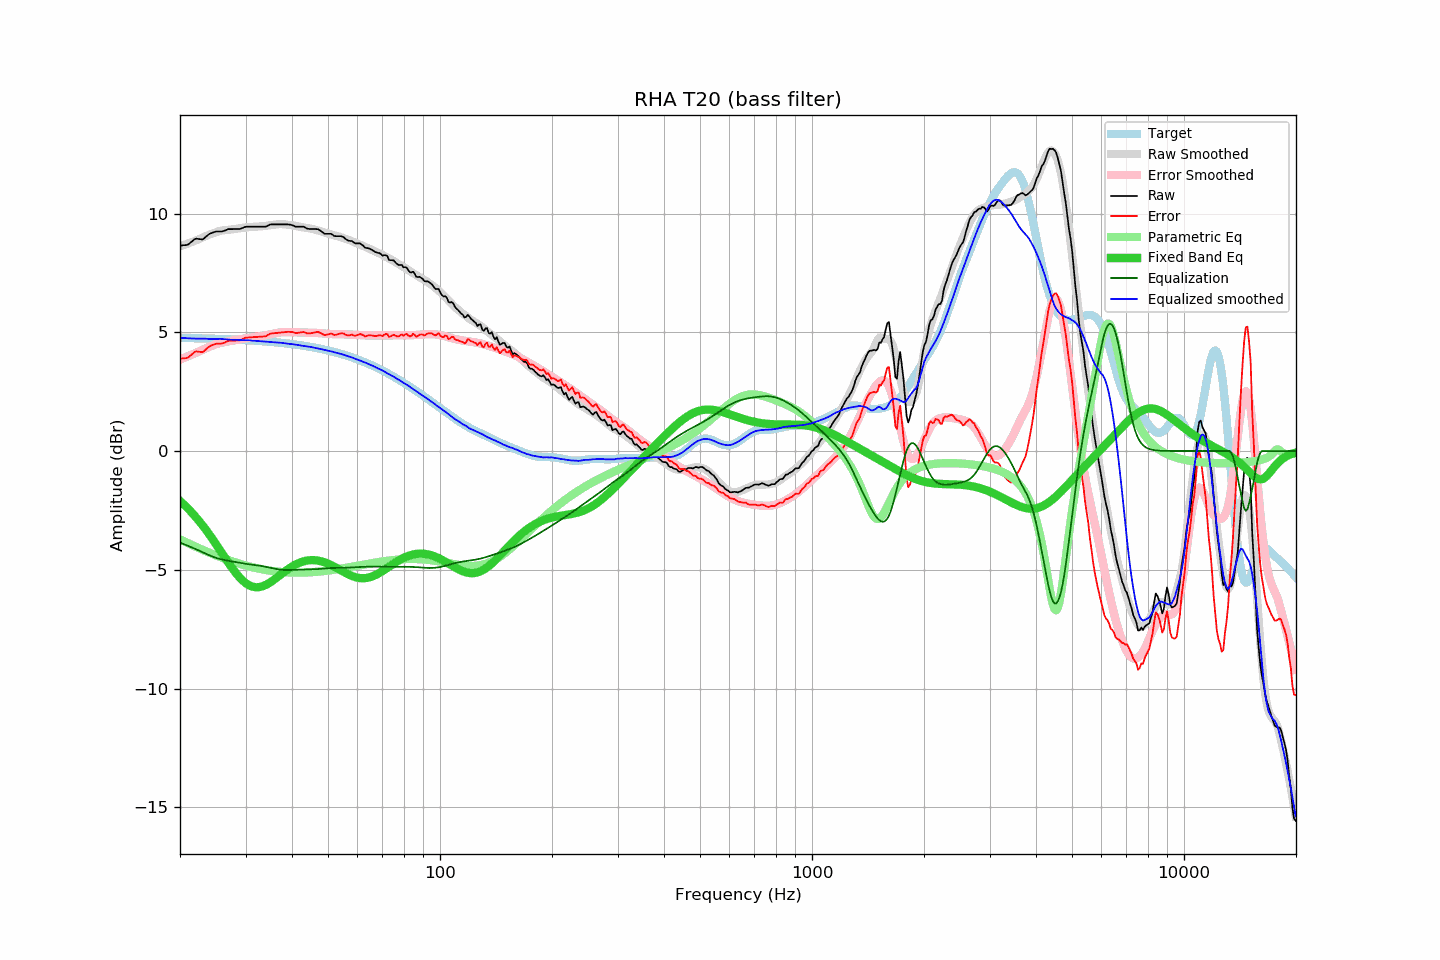 RHA T20 (bass filter)
Target
Raw Smoothed
Error Smoothed
Raw
Error
Parametric Eq
Fixed Band Eq
Equalization
Equalized smoothed
Amplitude (dBr)
10
5
0
−5
−10
−15
100
1000
10000
Frequency (Hz)